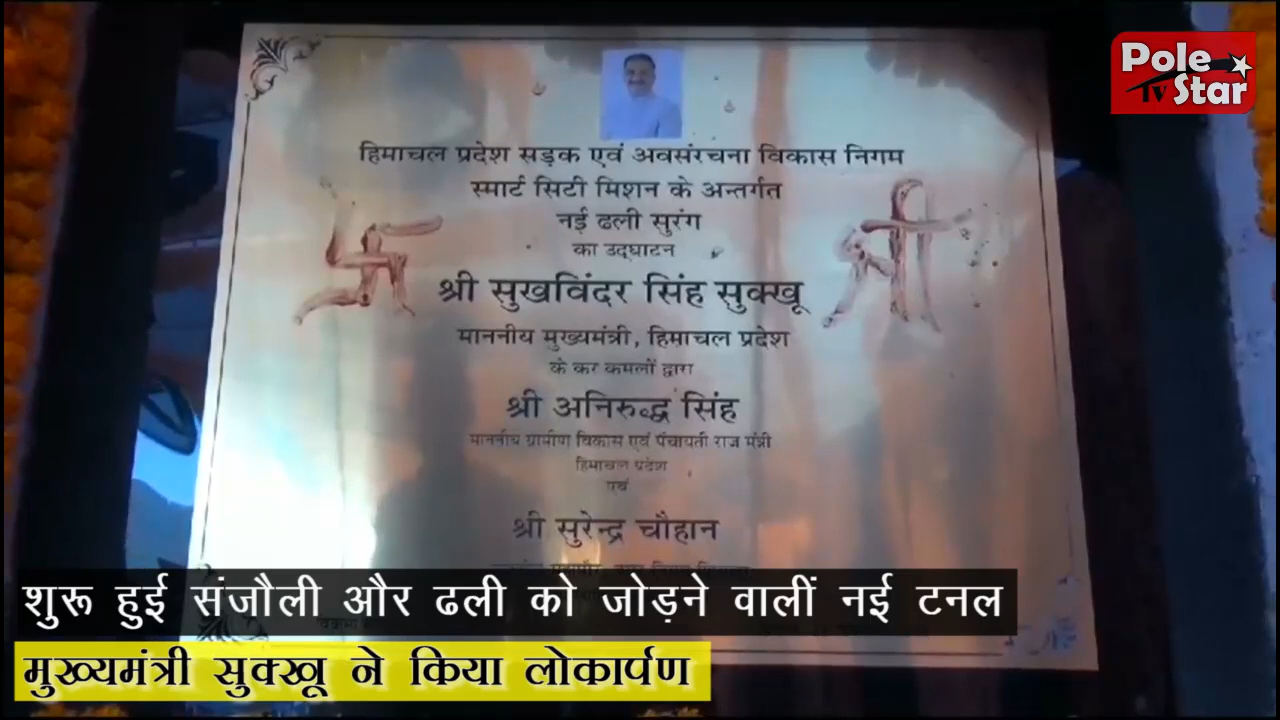 Pole Star
TV
हिमाचल प्रदेश सड़क एवं अवसंरचना विकास निगम
स्मार्ट सिटी मिशन के अन्तर्गत
नई ढली सुरंग
का उद्घाटन
श्री
श्री सुखविंदर सिंह सुक्खू
माननीय मुख्यमंत्री, हिमाचल प्रदेश
के कर कमलों द्वारा
श्री अनिरुद्ध सिंह
माननीय ग्रामीण विकास एवं पंचायती राज मंत्री
हिमाचल प्रदेश
एवं
श्री सुरेन्द्र चौहान
शुरू हुई संजौली और ढली को जोड़ने वालीं नई टनल
मुख्यमंत्री सुक्खू ने किया लोकार्पण